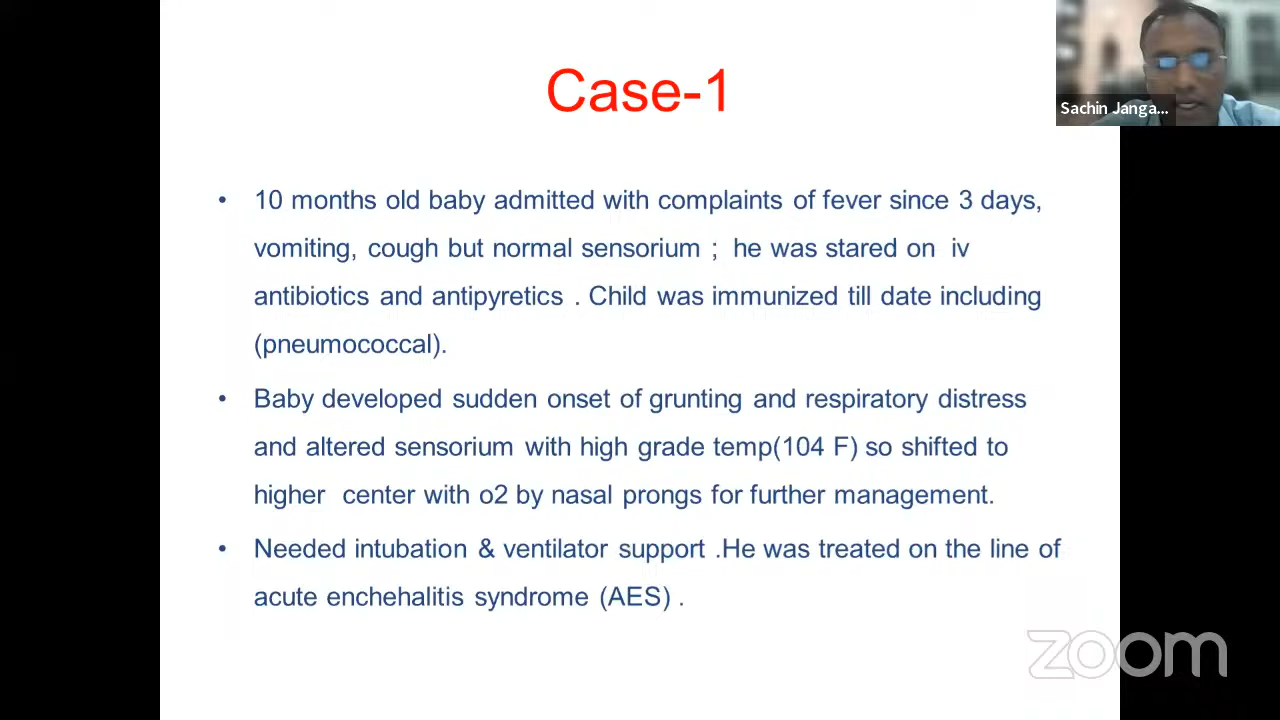 Case-1
Sachin Janga...
• 10 months old baby admitted with complaints of fever since 3 days,
vomiting, cough but normal sensorium ; he was stared on iv
antibiotics and antipyretics . Child was immunized till date including
(pneumococcal).
• Baby developed sudden onset of grunting and respiratory distress
and altered sensorium with high grade temp(104 F) so shifted to
higher center with o2 by nasal prongs for further management.
• Needed intubation & ventilator support .He was treated on the line of
acute enchehalitis syndrome (AES) .
zoom